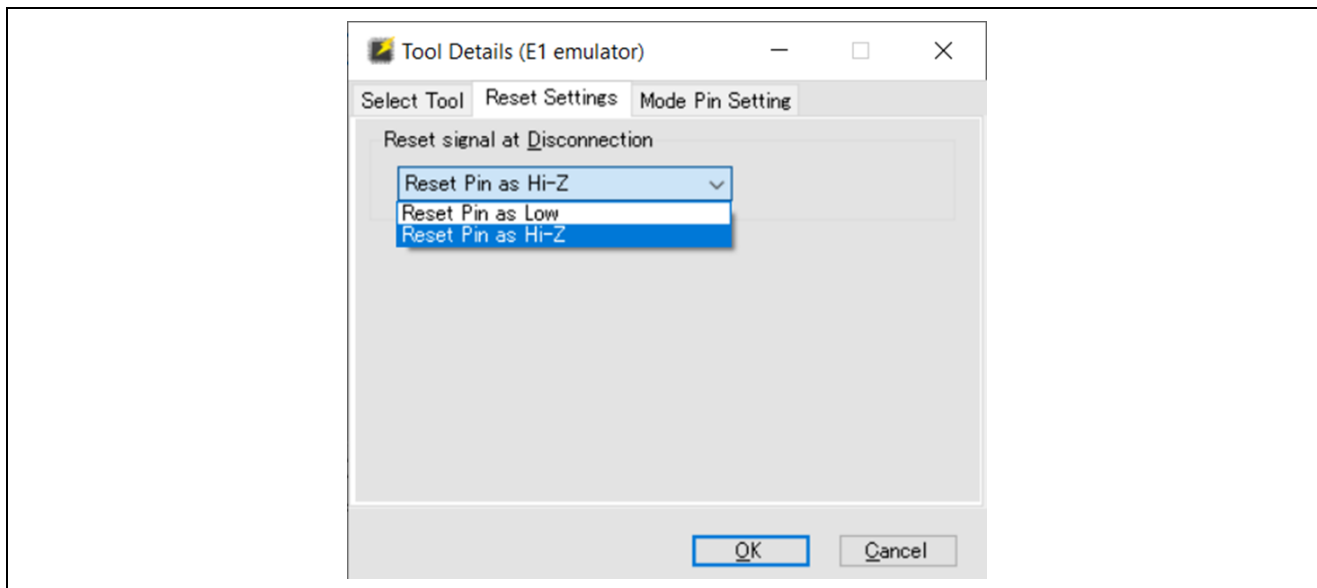 Tool Details (E1 emulator)
Select Tool Reset Settings Mode Pin Setting
Reset signal at Disconnection
Reset Pin as Hi-Z
Reset Pin as Low
Reset Pin as Hi-Z
OK Cancel